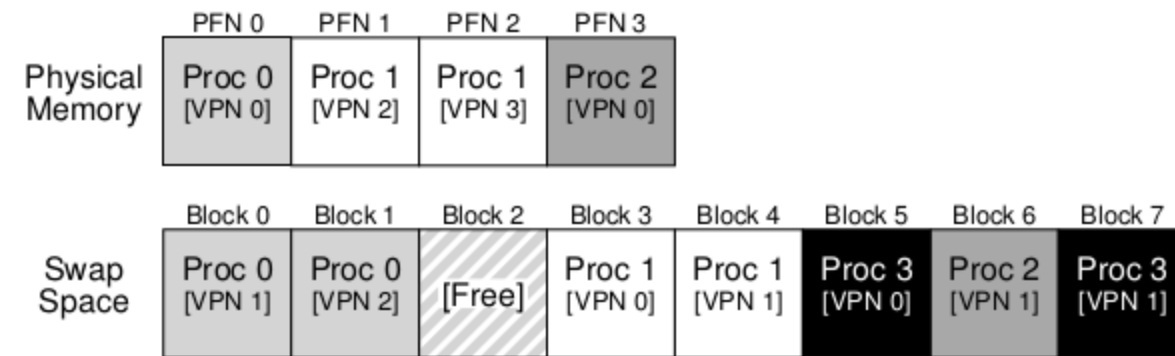 PFN 0 PFN 1 PFN 2 PFN 3
Physical Memory
Proc 0 Proc 1 Proc 1 Proc 2
[VPN 0] [VPN 2] [VPN 3] [VPN 0]
Block 0 Block 1 Block 2 Block 3 Block 4 Block 5 Block 6 Block 7
Swap Space
Proc 0 Proc 0 [Free] Proc 1 Proc 1 Proc 3 Proc 2 Proc 3
[VPN 1] [VPN 2] [VPN 0] [VPN 1] [VPN 0] [VPN 1] [VPN 1]